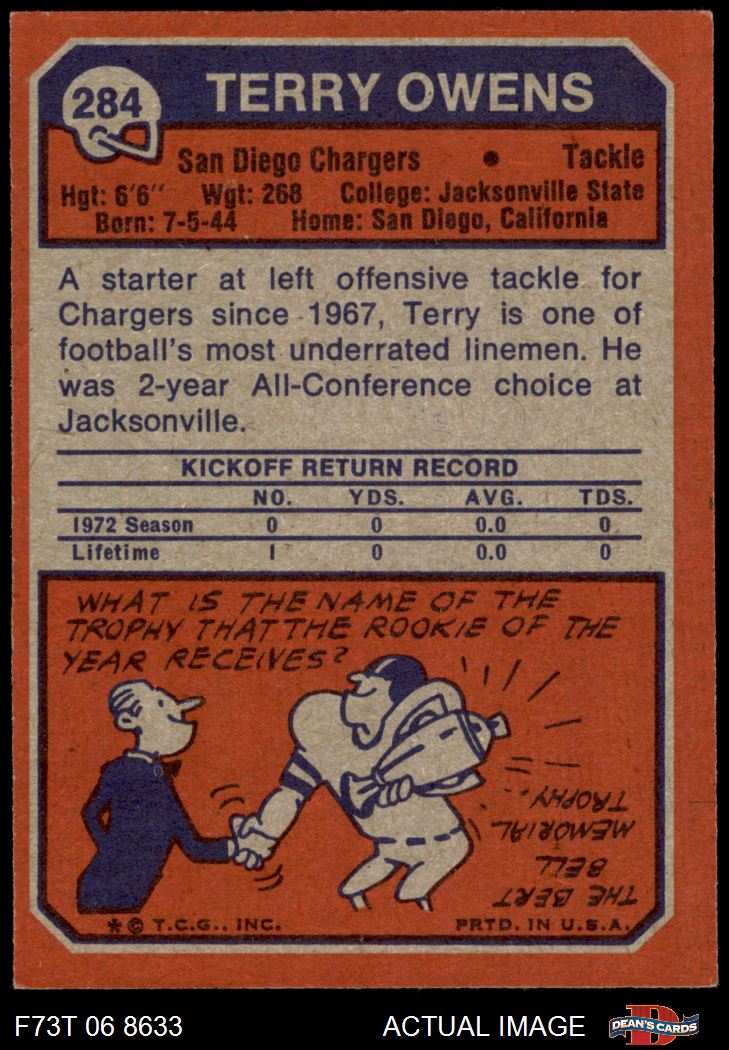 284
TERRY OWENS
San Diego Chargers • Tackle
Hgt: 6'6" Wgt: 268 College: Jacksonville State
Born: 7-5-44 Home: San Diego, California
A starter at left offensive tackle for
Chargers since 1967, Terry is one of
football's most underrated linemen. He
was 2-year All-Conference choice at
Jacksonville.
KICKOFF RETURN RECORD
NO. YDS. AVG. TDS.
1972 Season 0 0 0.0 0
Lifetime 1 0 0.0 0
WHAT IS THE NAME OF THE
TROPHY THAT THE ROOKIE OF THE
YEAR RECEIVES?
THE BERT
BELL
MEMORIAL
TROPHY
* © T.C.G., INC. PRTD. IN U.S.A.
F73T 06 8633 ACTUAL IMAGE D DEAN'S CARDS